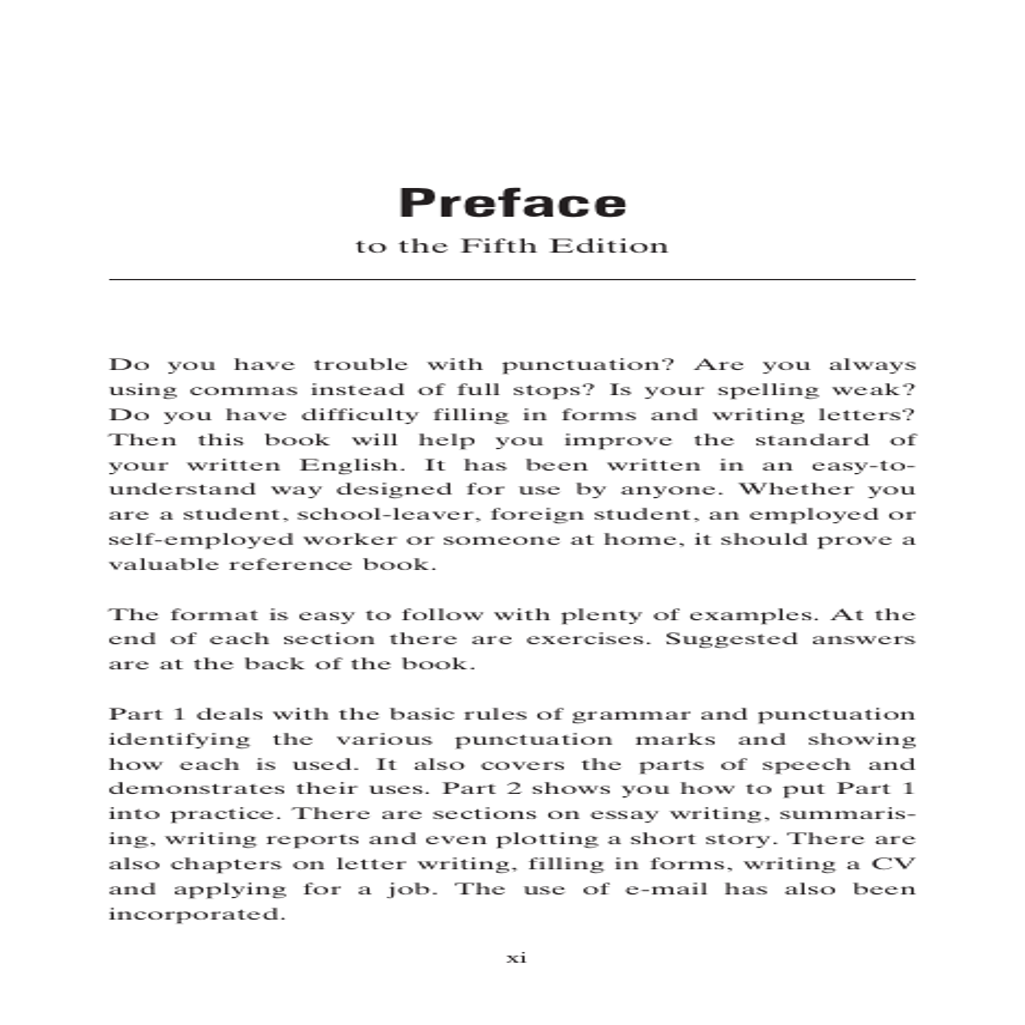 Preface
to the Fifth Edition
Do you have trouble with punctuation? Are you always
using commas instead of full stops? Is your spelling weak?
Do you have difficulty filling in forms and writing letters?
Then this book will help you improve the standard of
your written English. It has been written in an easy-to-
understand way designed for use by anyone. Whether you
are a student, school-leaver, foreign student, an employed or
self-employed worker or someone at home, it should prove a
valuable reference book.
The format is easy to follow with plenty of examples. At the
end of each section there are exercises. Suggested answers
are at the back of the book.
Part 1 deals with the basic rules of grammar and punctuation
identifying the various punctuation marks and showing
how each is used. It also covers the parts of speech and
demonstrates their uses. Part 2 shows you how to put Part 1
into practice. There are sections on essay writing, summaris-
ing, writing reports and even plotting a short story. There are
also chapters on letter writing, filling in forms, writing a CV
and applying for a job. The use of e-mail has also been
incorporated.
xi